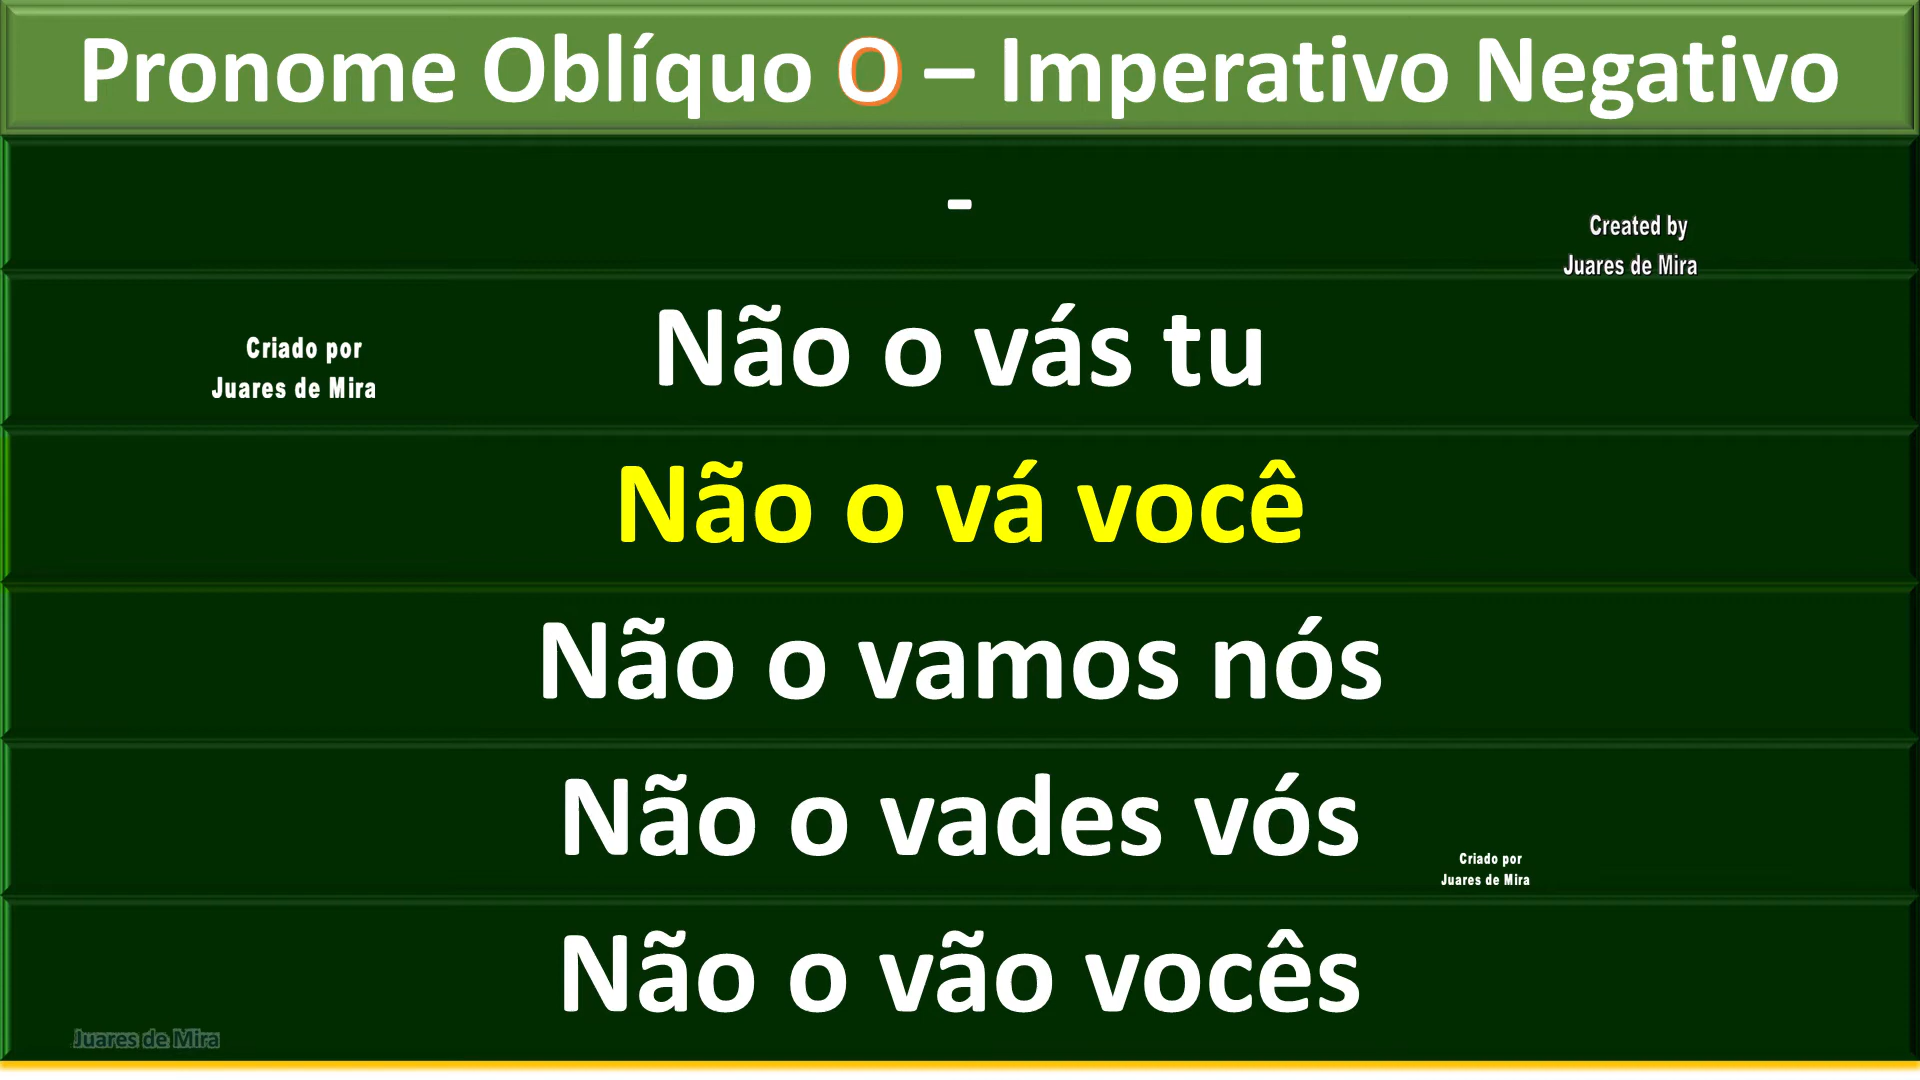 Pronome Oblíquo O – Imperativo Negativo
-
Created by
Juares de Mira
Não o vás tu
Criado por
Juares de Mira
Não o vá você
Não o vamos nós
Não o vades vós
Criado por
Juares de Mira
Não o vão vocês
Juares de Mira